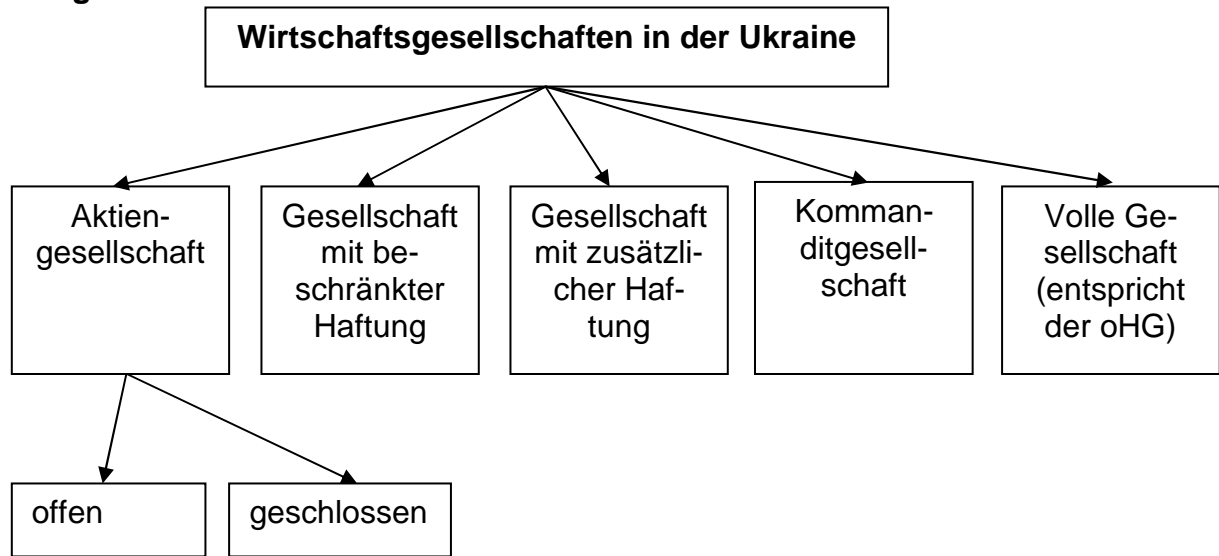 Wirtschaftsgesellschaften in der Ukraine
Aktien-
gesellschaft
Gesellschaft
mit be-
schränkter
Haftung
Gesellschaft
mit zusätzli-
cher Haf-
tung
Komman-
ditgesell-
schaft
Volle Ge-
sellschaft
(entspricht
der oHG)
offen
geschlossen